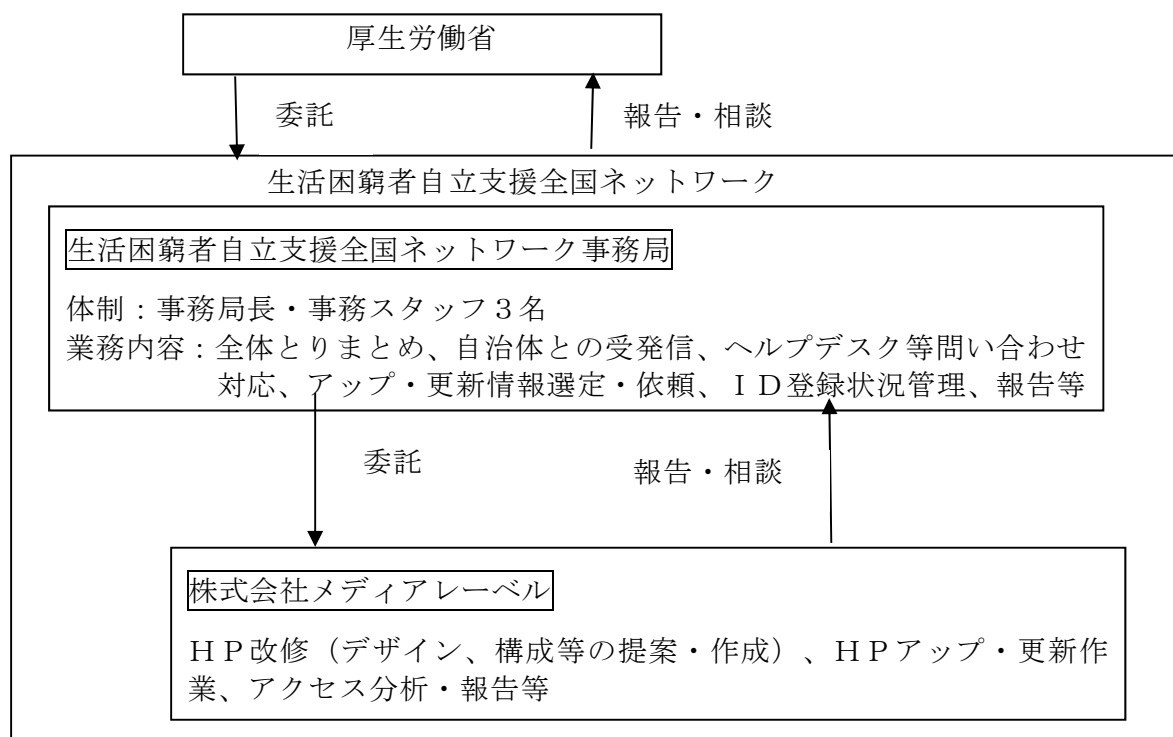 厚生労働省
委託
報告・相談
生活困窮者自立支援全国ネットワーク
生活困窮者自立支援全国ネットワーク事務局
体制：事務局長・事務スタッフ３名
業務内容：全体とりまとめ、自治体との受発信、ヘルプデスク等問い合わせ
対応、アップ・更新情報選定・依頼、ＩＤ登録状況管理、報告等
委託
報告・相談
株式会社メディアレーベル
ＨＰ改修（デザイン、構成等の提案・作成）、ＨＰアップ・更新作
業、アクセス分析・報告等